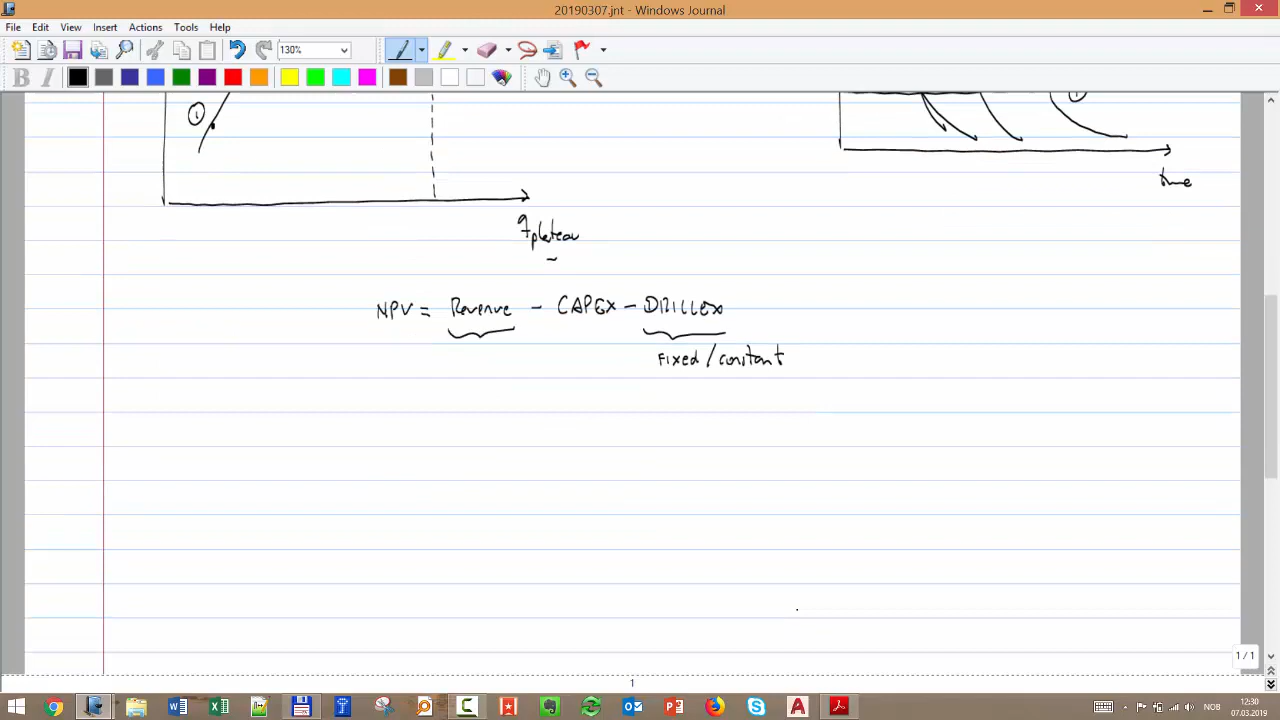 20190307.jnt - Windows Journal
File Edit View Insert Actions Tools Help
130%
B I
1
1
time
qplateau
NPV = Revenue - CAPEX - DRILLEX
Fixed / constant
1 / 1
1
NOB
12:30
07.03.2019